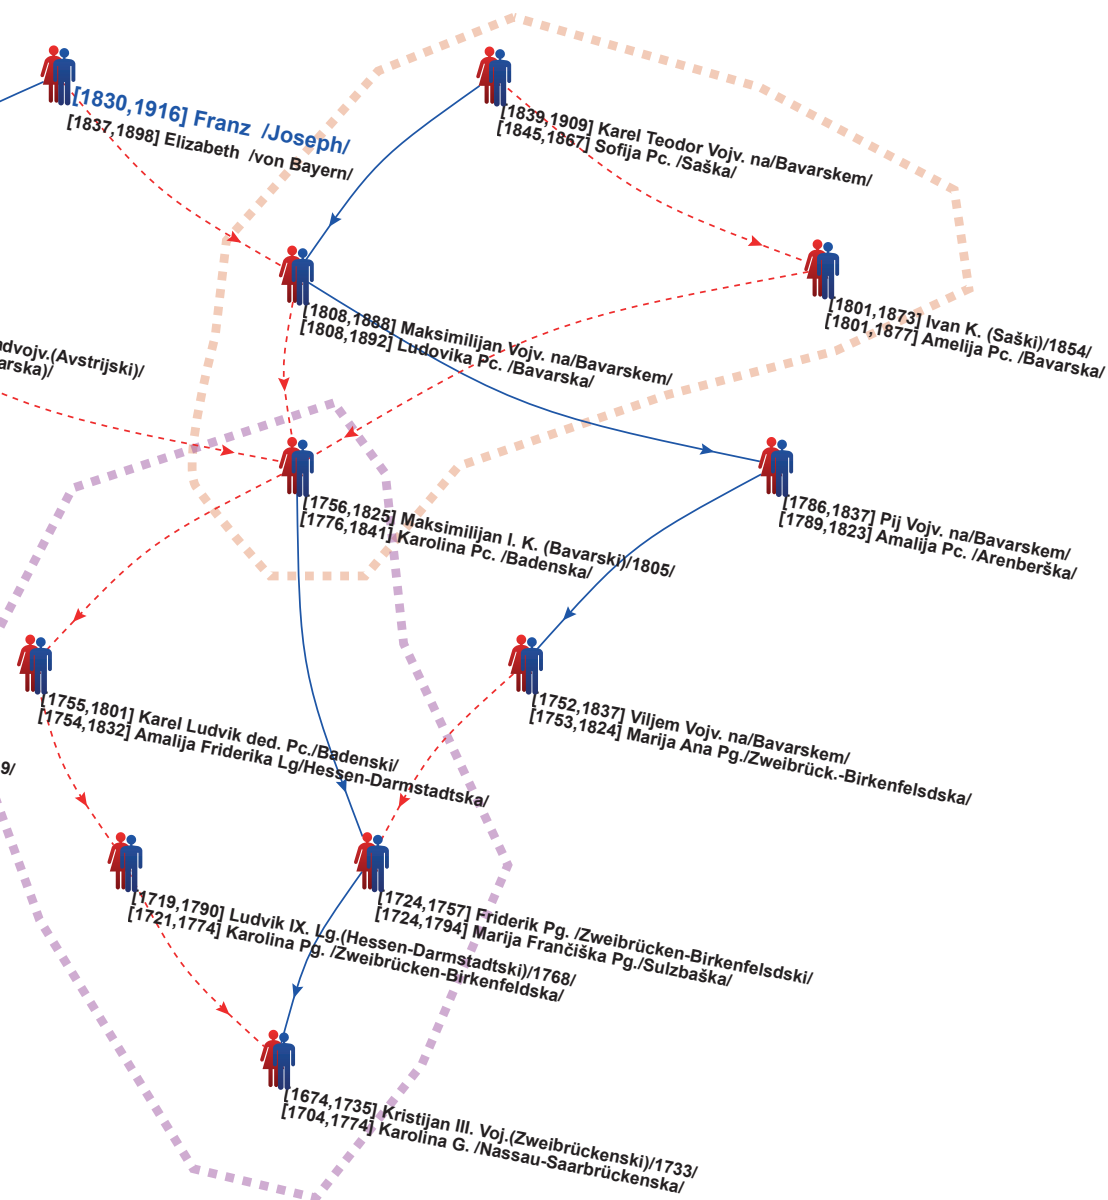 [1830,1916] Franz /Joseph/
[1837,1898] Elizabeth /von Bayern/
[1839,1909] Karel Teodor Vojv. na/Bavarskem/
[1845,1867] Sofija Pc. /Saška/
[1808,1888] Maksimilijan Vojv. na/Bavarskem/
[1808,1892] Ludovika Pc. /Bavarska/
[1801,1873] Ivan K. (Saški)/1854/
[1801,1877] Amelija Pc. /Bavarska/
ndvojv.(Avstrijski)/
arska)/
[1756,1825] Maksimilijan I. K. (Bavarski)/1805/
[1776,1841] Karolina Pc. /Badenska/
[1786,1837] Pij Vojv. na/Bavarskem/
[1789,1823] Amalija Pc. /Arenberška/
[1755,1801] Karel Ludvik ded. Pc./Badenski/
[1754,1832] Amalija Friderika Lg/Hessen-Darmstadtska/
[1752,1837] Viljem Vojv. na/Bavarskem/
[1753,1824] Marija Ana Pg./Zweibrück.-Birkenfelsdska/
9/
[1719,1790] Ludvik IX. Lg.(Hessen-Darmstadtski)/1768/
[1721,1774] Karolina Pg. /Zweibrücken-Birkenfeldska/
[1724,1757] Friderik Pg. /Zweibrücken-Birkenfelsdski/
[1724,1794] Marija Frančiška Pg./Sulzbaška/
[1674,1735] Kristijan III. Voj.(Zweibrückenski)/1733/
[1704,1774] Karolina G. /Nassau-Saarbrückenska/